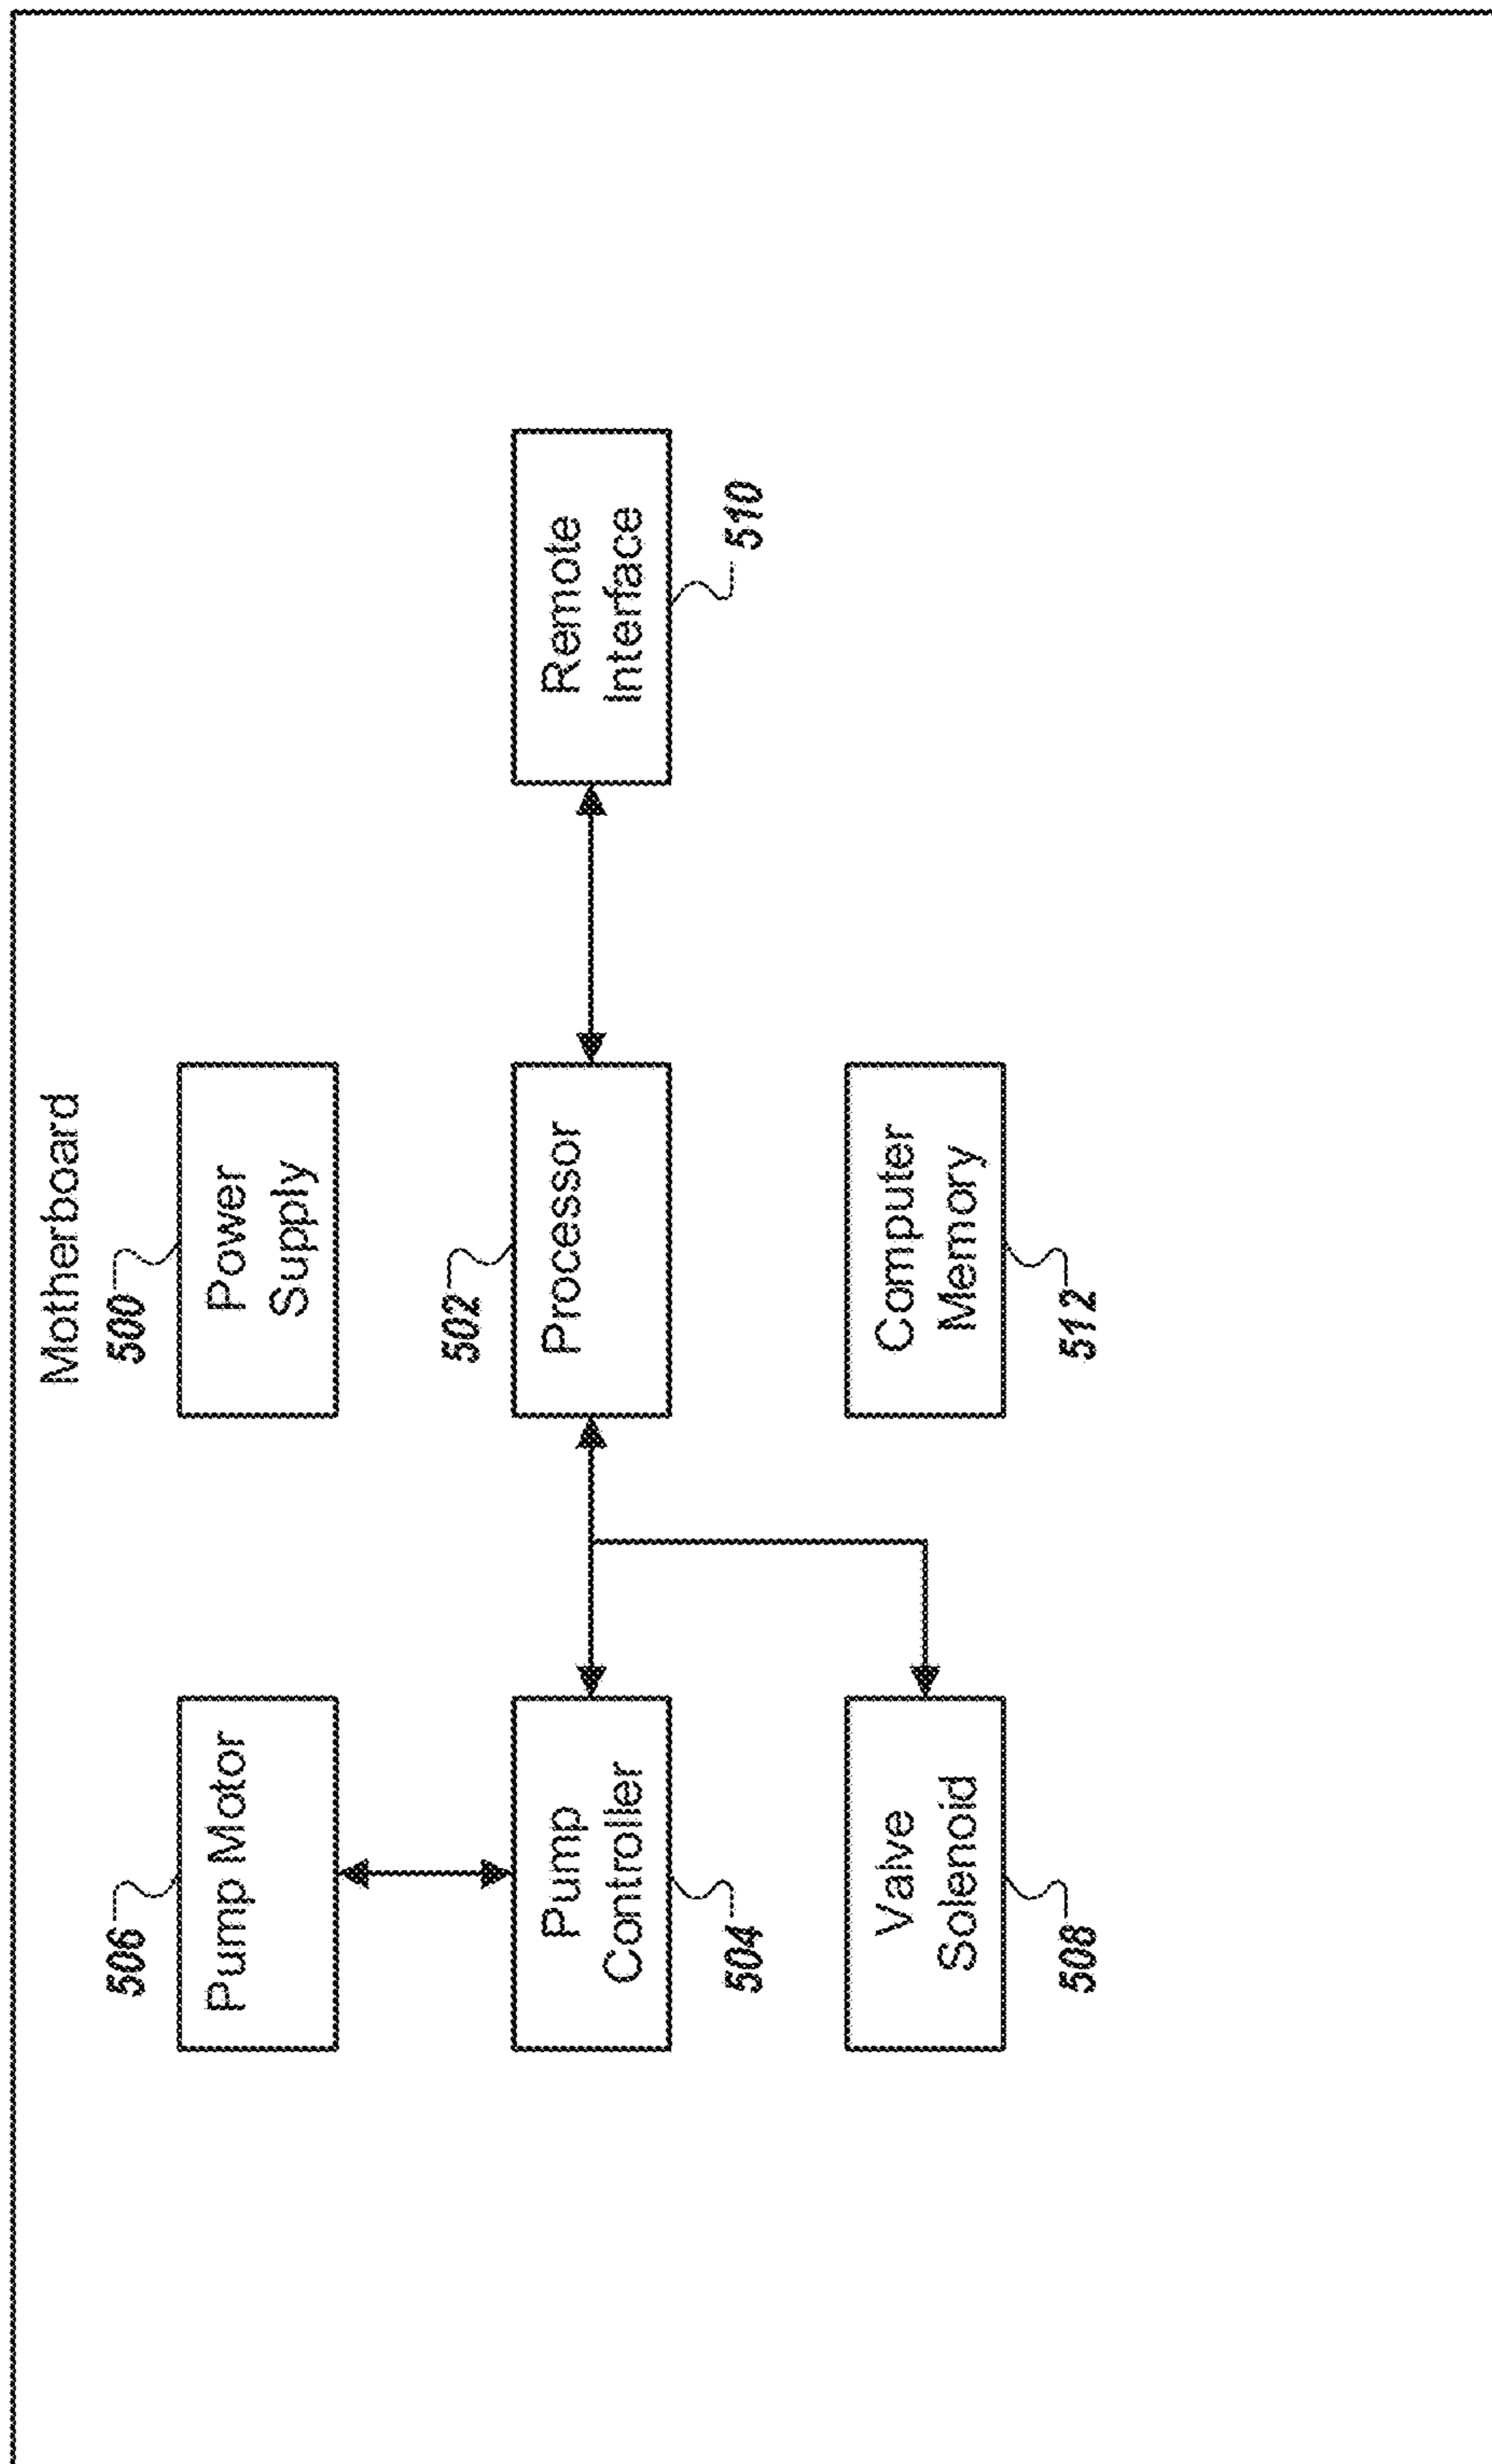 Motherboard
506
Pump Motor
500
Power
Supply
504
Pump
Controller
502
Processor
510
Remote
Interface
508
Valve
Solenoid
512
Computer
Memory